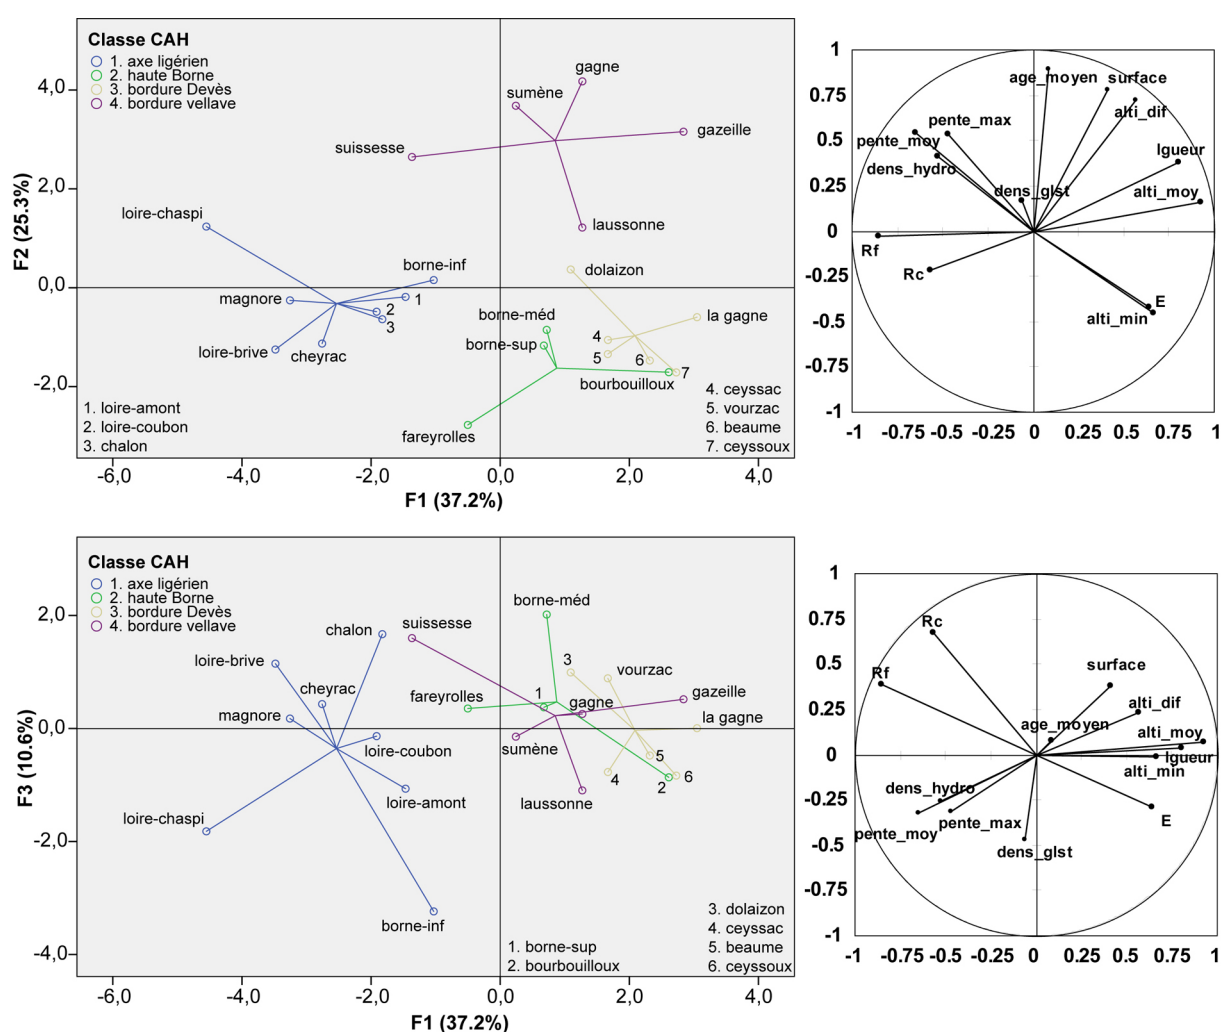 Classe CAH
1. axe ligérien
2. haute Borne
3. bordure Devès
4. bordure vellave
gagne
sumène
gazeille
suissesse
loire-chaspi
laussonne
borne-inf
dolaizon
magnore
1
2
3
borne-méd
la gagne
loire-brive
cheyrac
borne-sup
4
5
6
7
bourbouilloux
fareyrolles
1. loire-amont
2. loire-coubon
3. chalon
4. ceyssac
5. vourzac
6. beaume
7. ceyssoux
4,0
2,0
0,0
-2,0
F2 (25.3%)
-6,0 -4,0 -2,0 0,0 2,0 4,0
F1 (37.2%)
1
0.75
0.5
0.25
0
-0.25
-0.5
-0.75
-1
age_moyen
surface
alti_dif
pente_max
pente_moy
lgueur
dens_hydro
dens_glst
alti_moy
Rf
Rc
E
alti_min
-1 -0.75 -0.5 -0.25 0 0.25 0.5 0.75 1
Classe CAH
1. axe ligérien
2. haute Borne
3. bordure Devès
4. bordure vellave
borne-méd
suissesse
chalon
loire-brive
3
vourzac
cheyrac
fareyrolles
1
gagne
gazeille
magnore
la gagne
loire-coubon
sumène
5
4
6
2
loire-amont
laussonne
loire-chaspi
borne-inf
1. borne-sup
2. bourbouilloux
3. dolaizon
4. ceyssac
5. beaume
6. ceyssoux
2,0
0,0
-2,0
-4,0
F3 (10.6%)
-6,0 -4,0 -2,0 0,0 2,0 4,0
F1 (37.2%)
1
0.75
0.5
0.25
0
-0.25
-0.5
-0.75
-1
Rc
Rf
surface
alti_dif
age_moyen
alti_moy
lgueur
alti_min
dens_hydro
E
pente_max
pente_moy
dens_glst
-1 -0.75 -0.5 -0.25 0 0.25 0.5 0.75 1